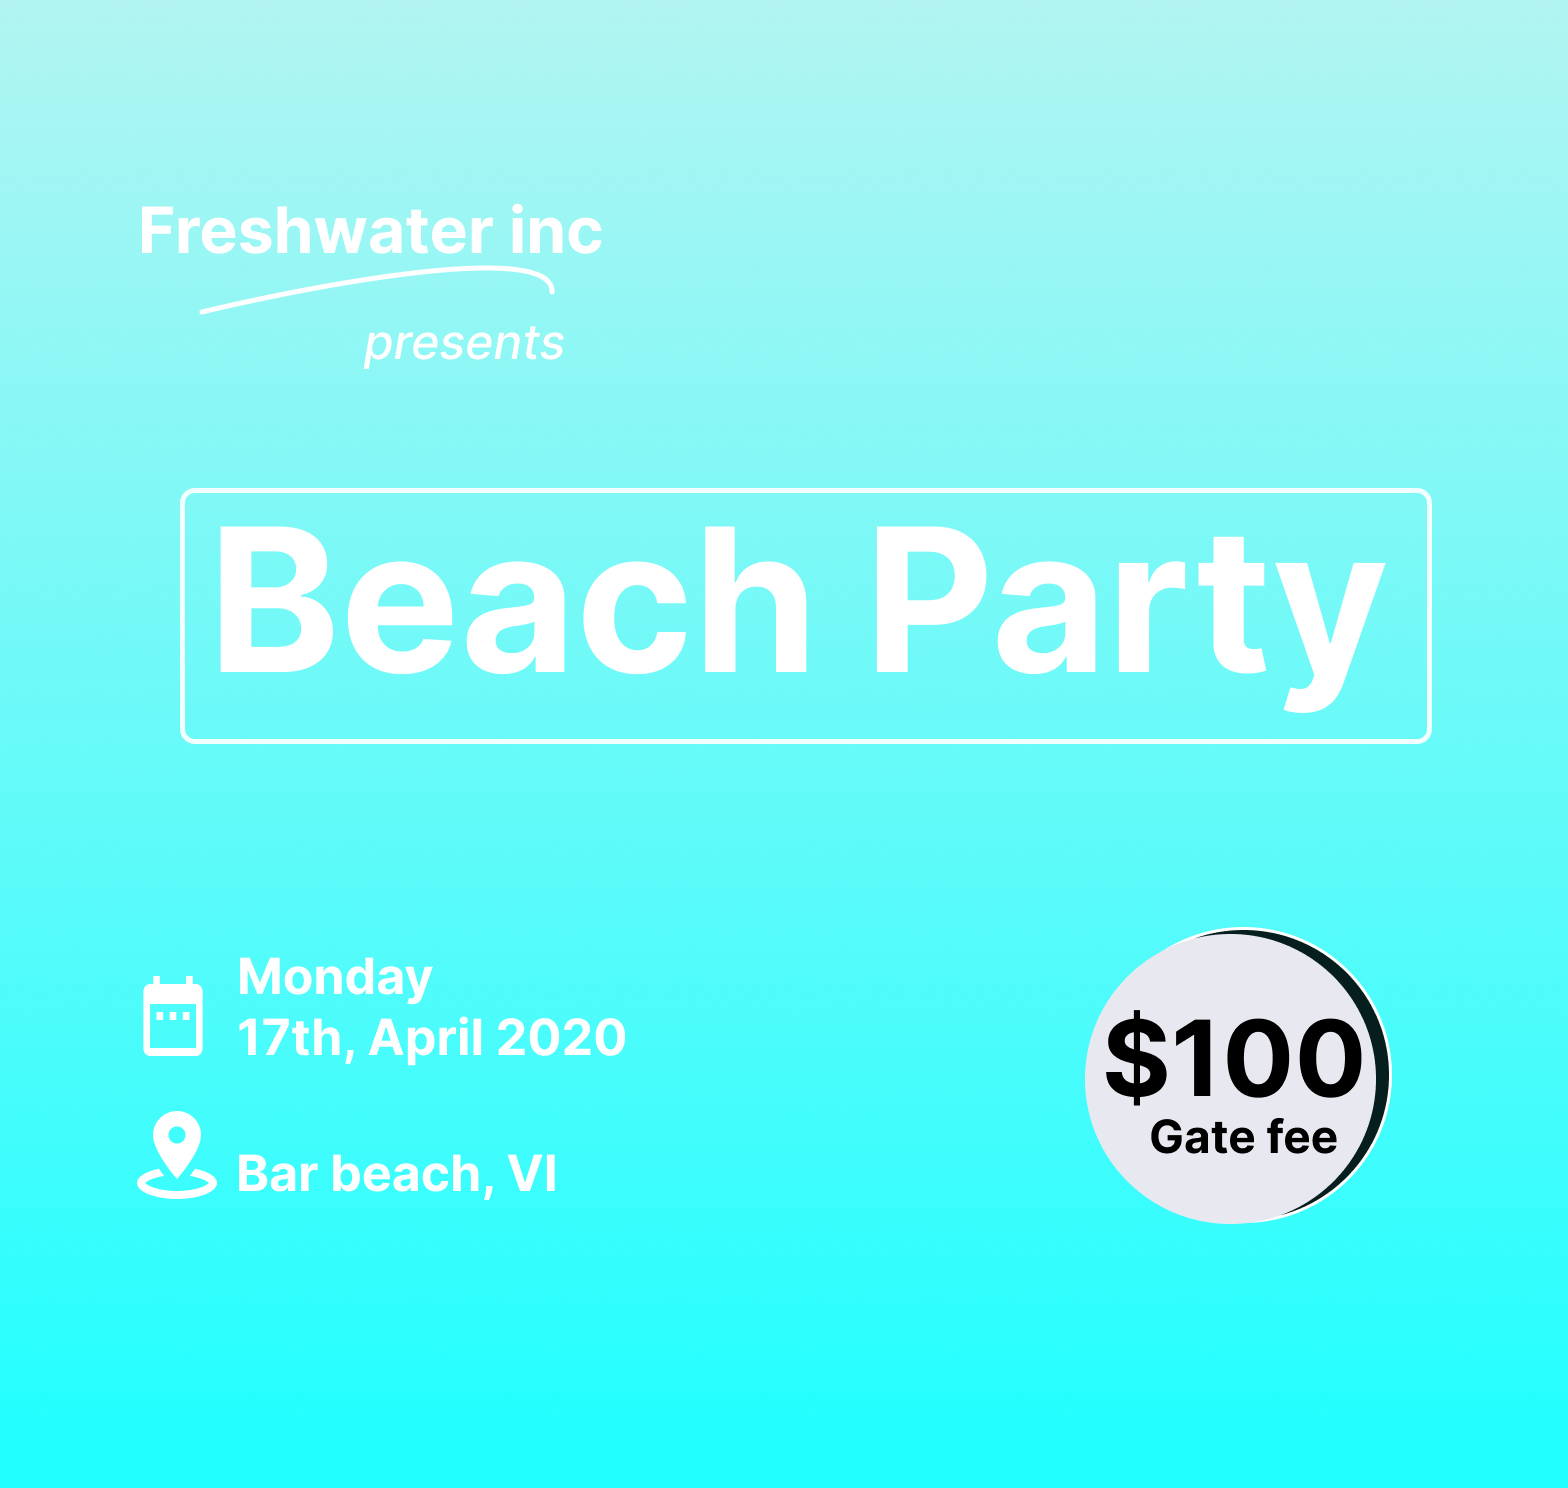 Freshwater inc
presents
Beach Party
Monday
17th, April 2020
Bar beach, VI
$100
Gate fee